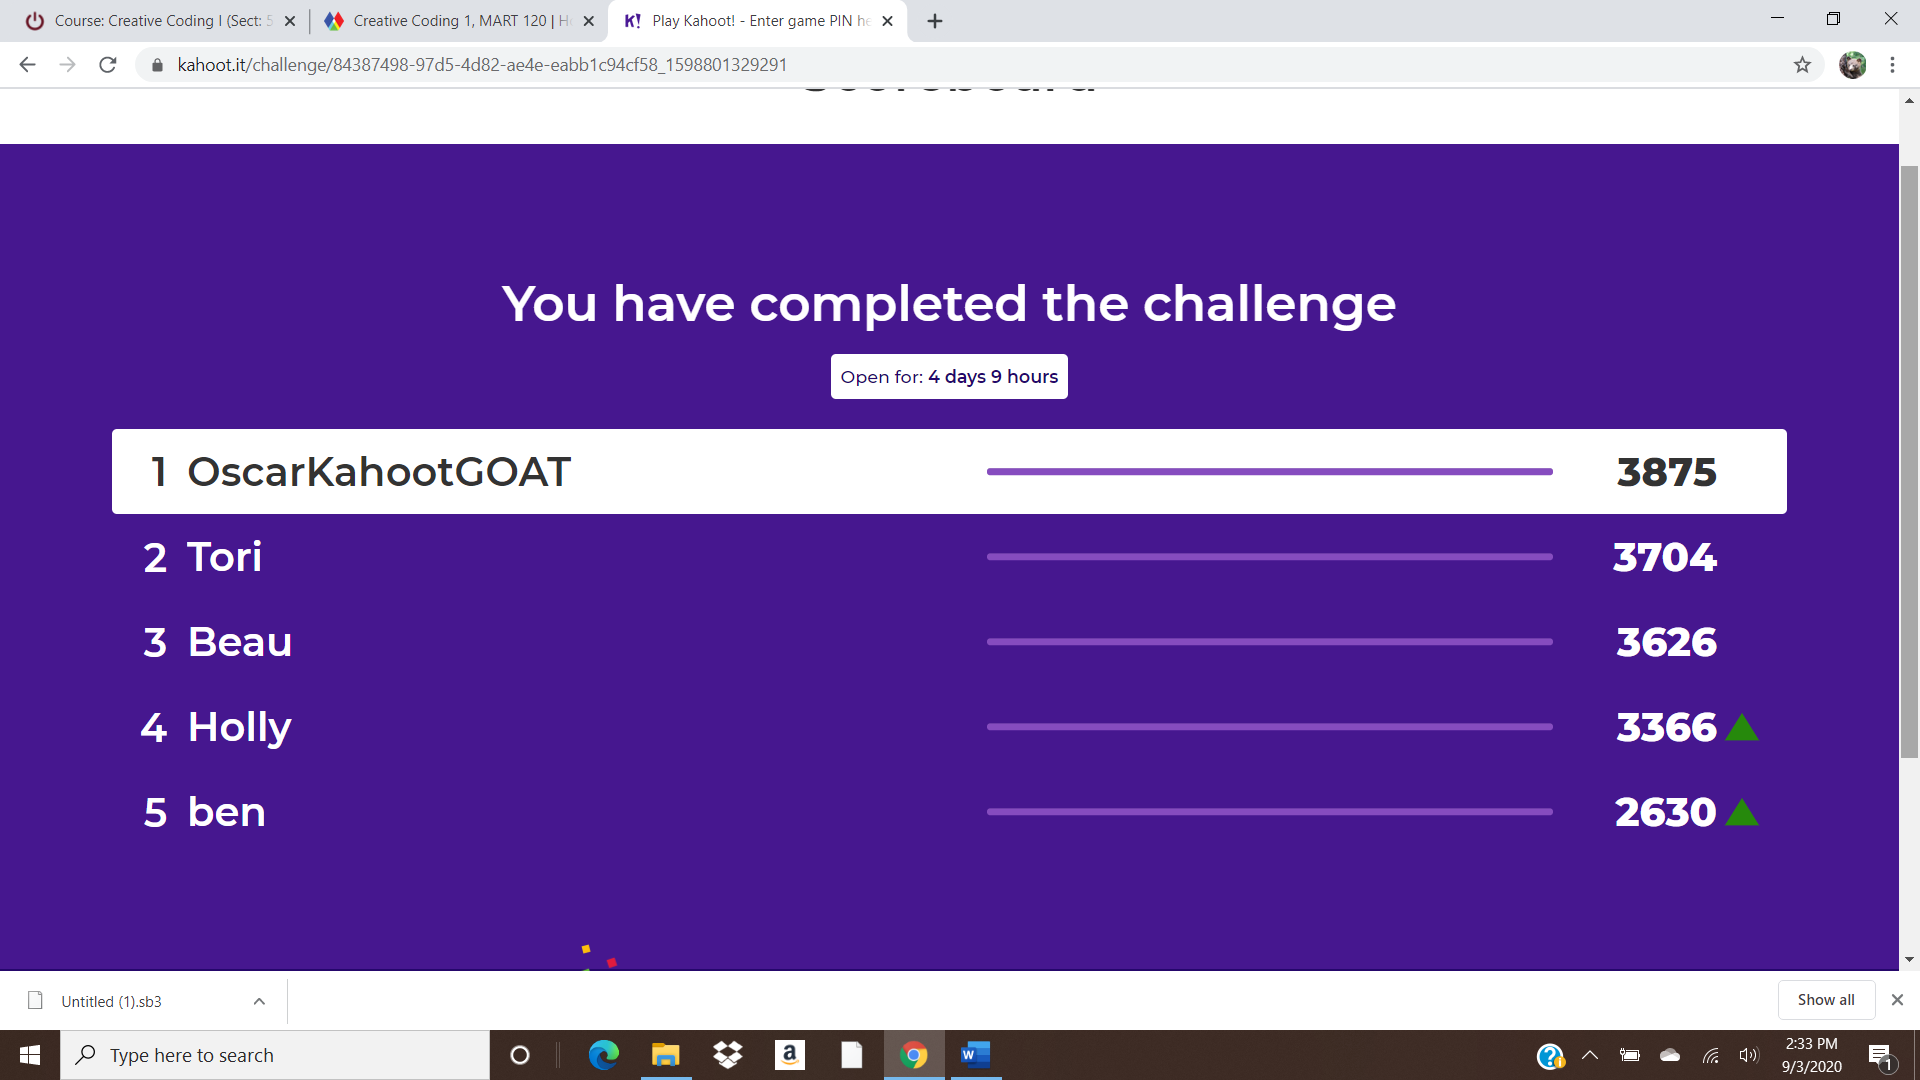 Course: Creative Coding I (Sect: 5
Creative Coding 1, MART 120 | H
K! Play Kahoot! - Enter game PIN he
kahoot.it/challenge/84387498-97d5-4d82-ae4e-eabb1c94cf58_1598801329291
Scoreboard
You have completed the challenge
Open for: 4 days 9 hours
1 OscarKahootGOAT 3875
2 Tori 3704
3 Beau 3626
4 Holly 3366
5 ben 2630
Untitled (1).sb3
Show all
Type here to search
2:33 PM
9/3/2020
1